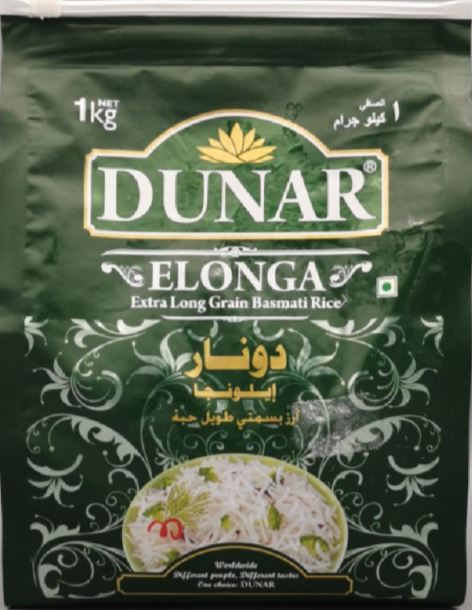 1kg NET
الصافي
١ كيلو جرام
DUNAR®
ELONGA
Extra Long Grain Basmati Rice
دونار
إيلونجا
أرز بسمتي طويل حبة
Worldwide
Different people, Different tastes
One choice: DUNAR